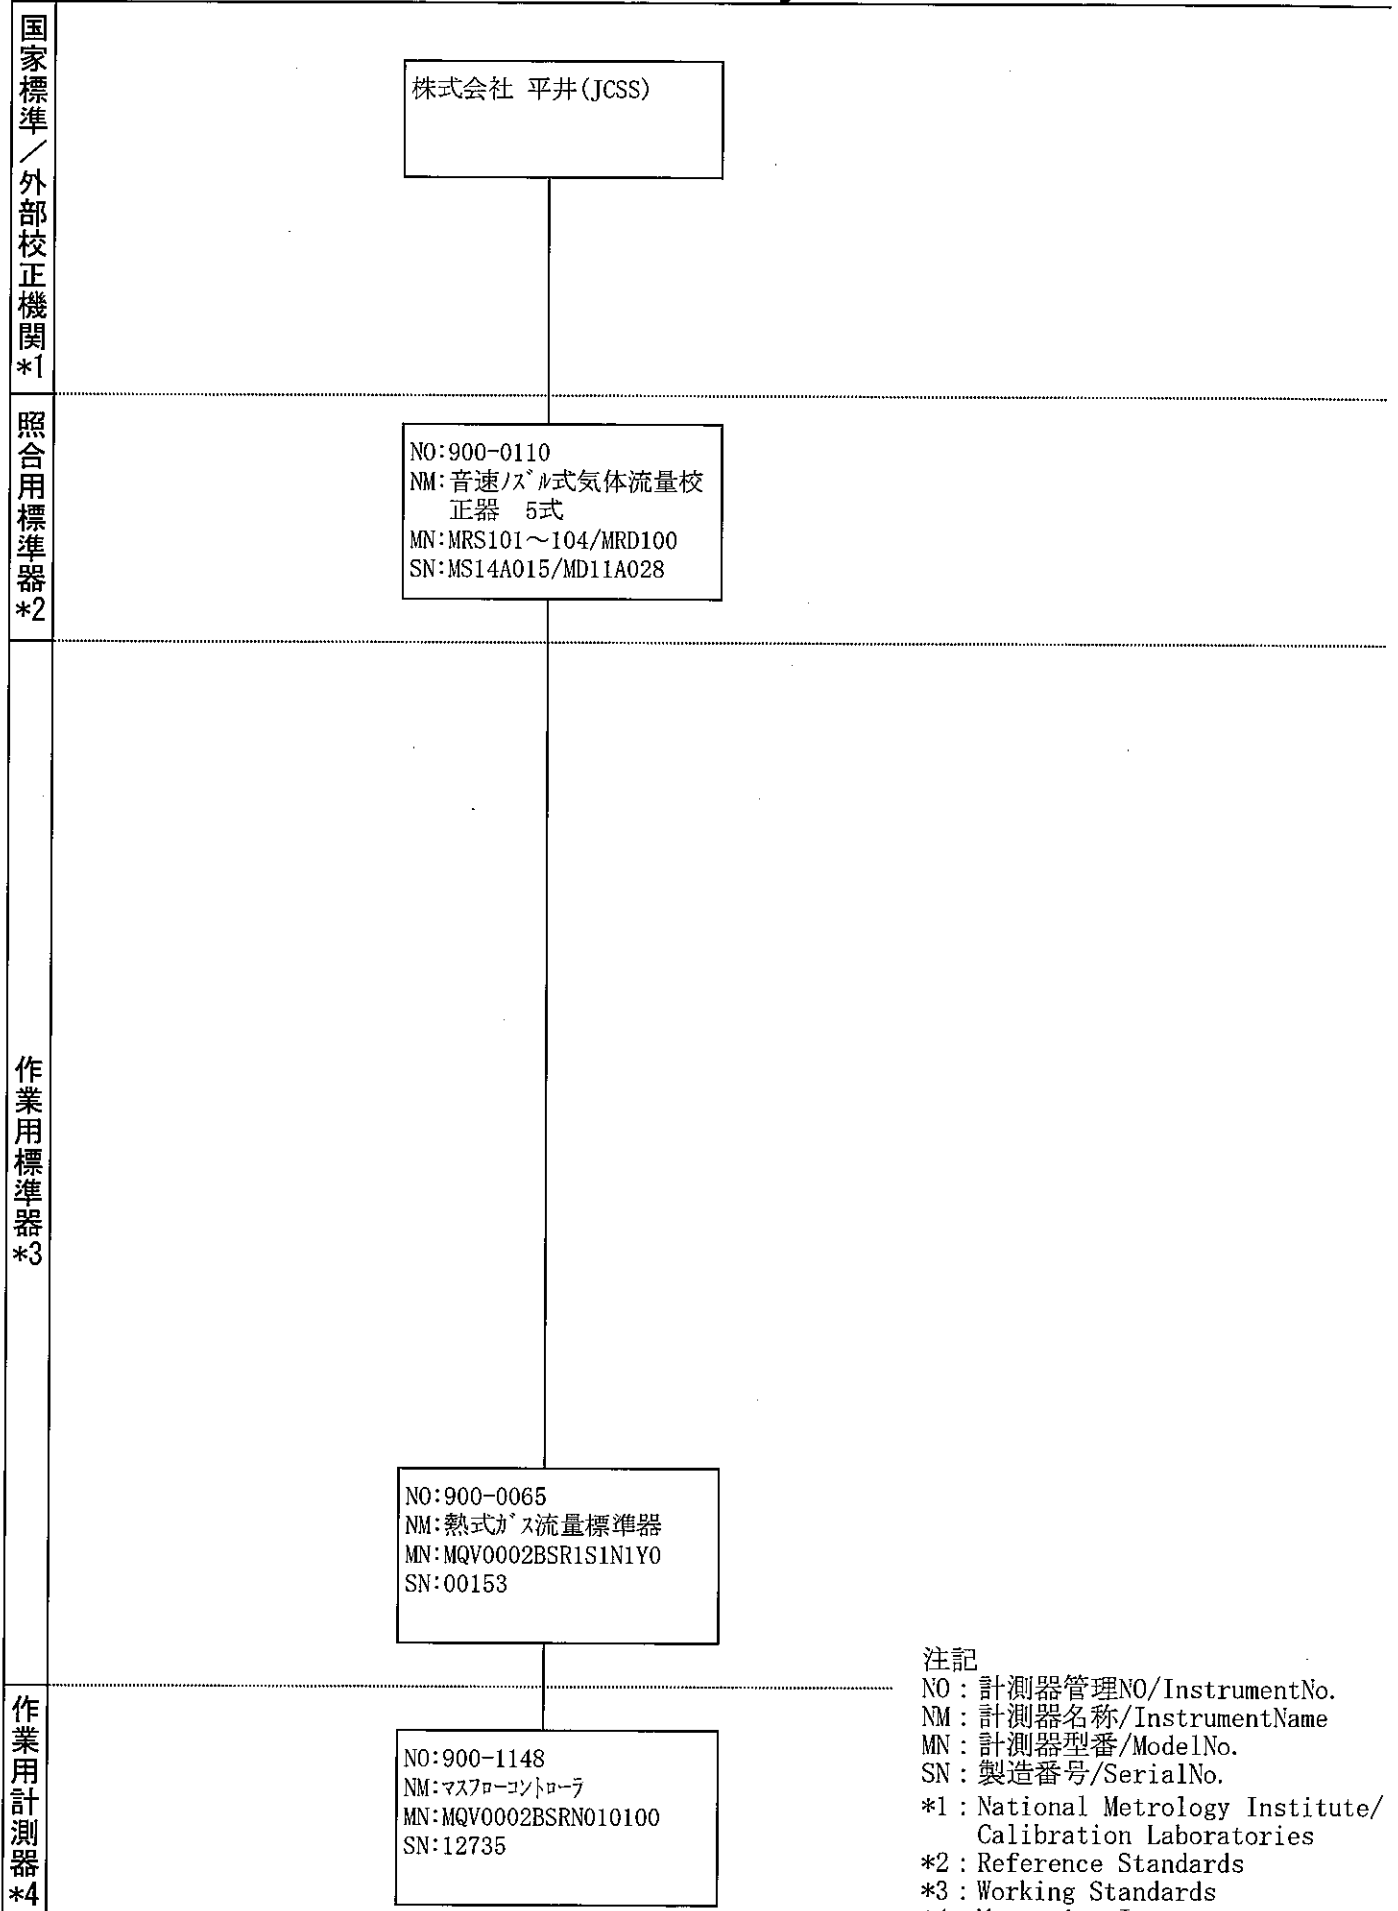 国家標準／外部校正機関*1
株式会社 平井(JCSS)
照合用標準器*2
NO:900-0110
NM:音速ﾉｽﾞﾙ式気体流量校
正器　5式
MN:MRS101～104/MRD100
SN:MS14A015/MD11A028
作業用標準器*3
NO:900-0065
NM:熱式ｶﾞｽ流量標準器
MN:MQV0002BSR1S1N1Y0
SN:00153
作業用計測器*4
NO:900-1148
NM:ﾏｽﾌﾛｰｺﾝﾄﾛｰﾗ
MN:MQV0002BSRN010100
SN:12735
注記
NO：計測器管理NO/InstrumentNo.
NM：計測器名称/InstrumentName
MN：計測器型番/ModelNo.
SN：製造番号/SerialNo.
*1：National Metrology Institute/
Calibration Laboratories
*2：Reference Standards
*3：Working Standards